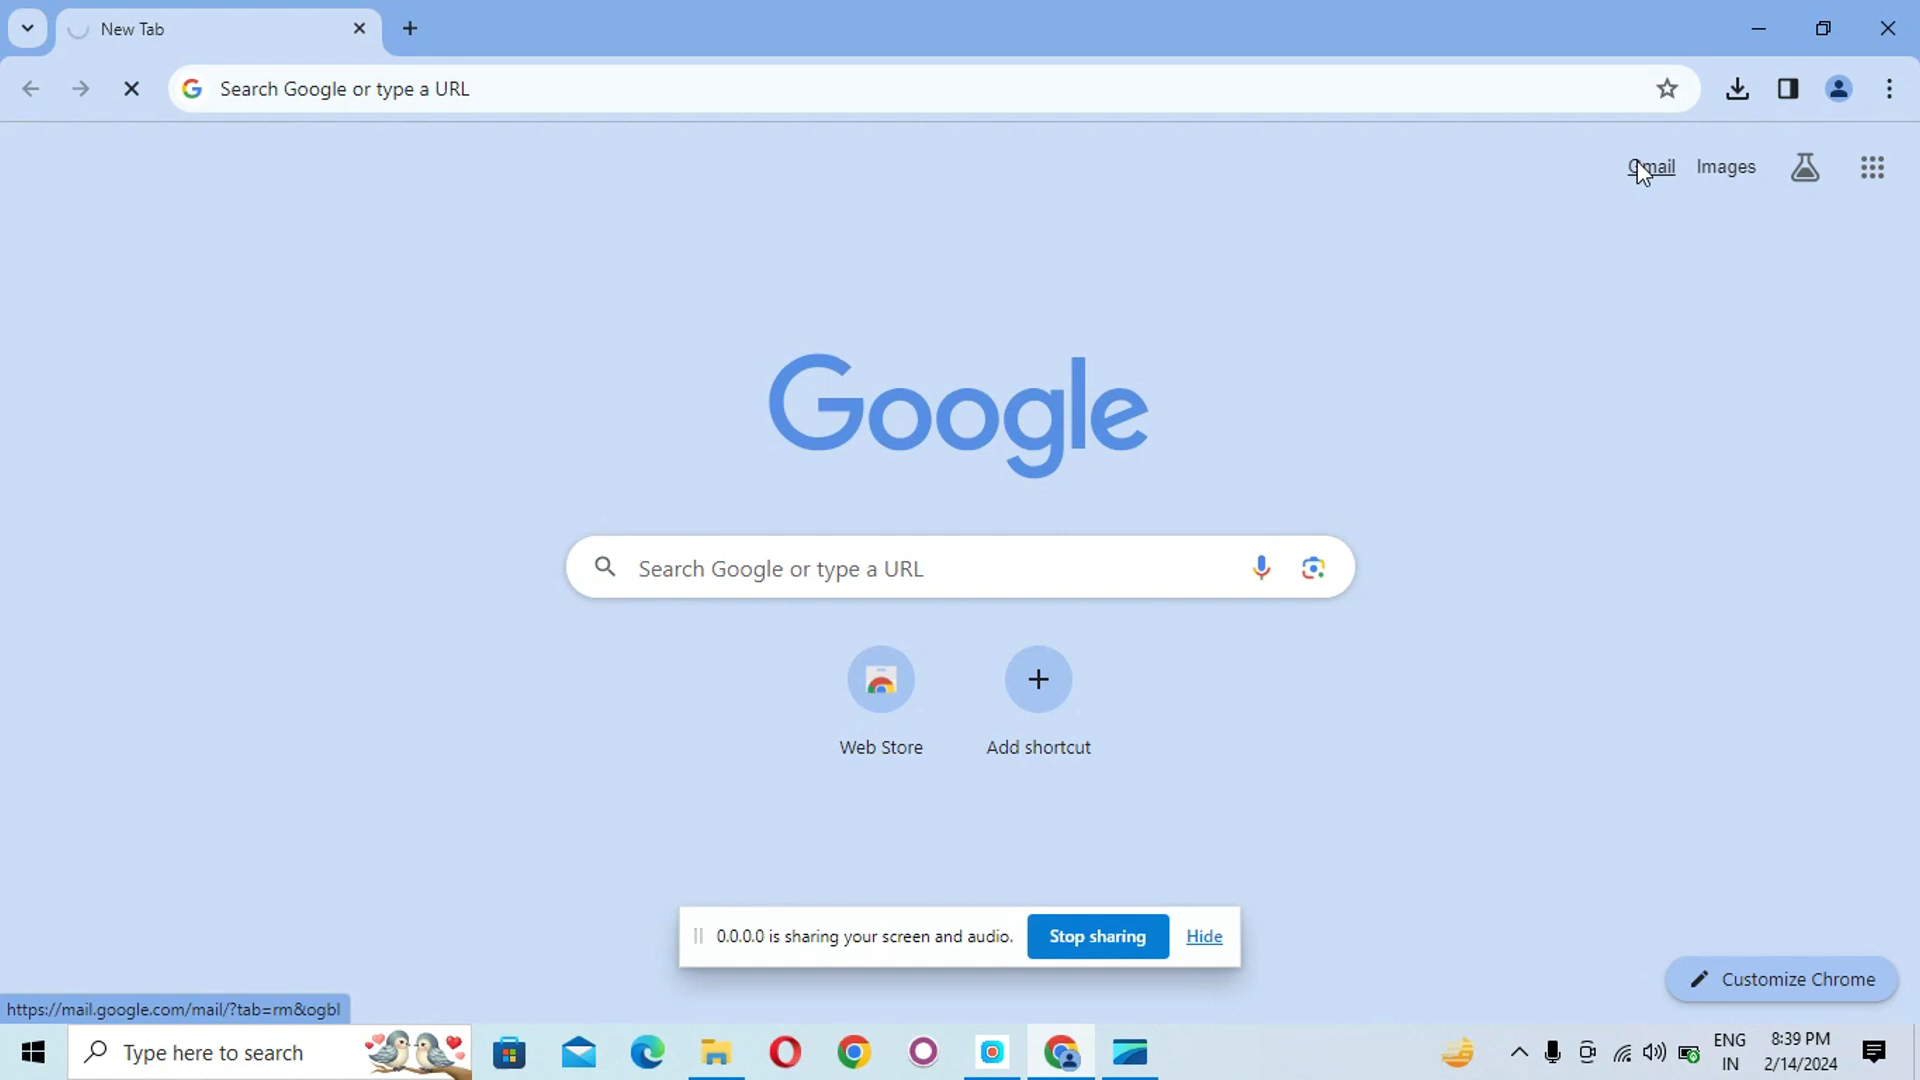 New Tab
Search Google or type a URL
Gmail Images
Google
Search Google or type a URL
Web Store Add shortcut
0.0.0.0 is sharing your screen and audio. Stop sharing Hide
Customize Chrome
https://mail.google.com/mail/?tab=rm&ogbl
Type here to search
ENG 8:39 PM
IN 2/14/2024